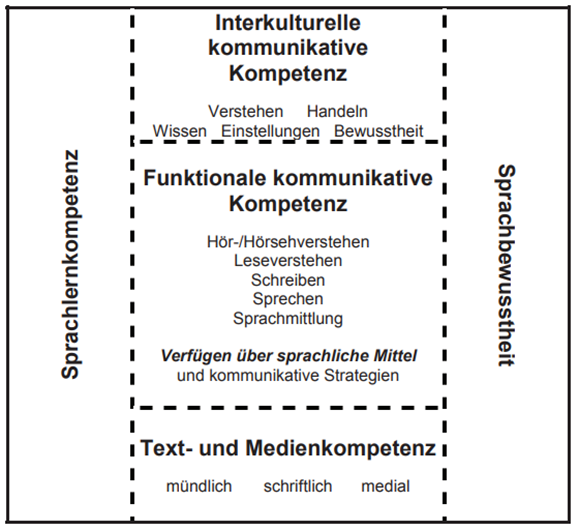 Sprachlernkompetenz
Interkulturelle
kommunikative
Kompetenz
Verstehen Handeln
Wissen Einstellungen Bewusstheit
Funktionale kommunikative
Kompetenz
Hör-/Hörsehverstehen
Leseverstehen
Schreiben
Sprechen
Sprachmittlung
Verfügen über sprachliche Mittel
und kommunikative Strategien
Text- und Medienkompetenz
mündlich schriftlich medial
Sprachbewusstheit